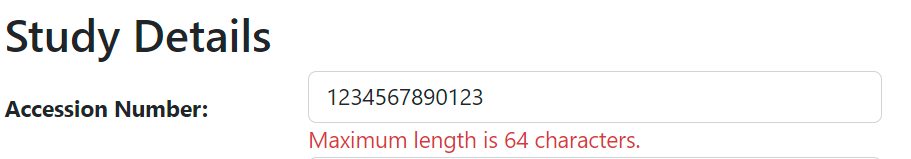 Study Details
Accession Number:
1234567890123
Maximum length is 64 characters.